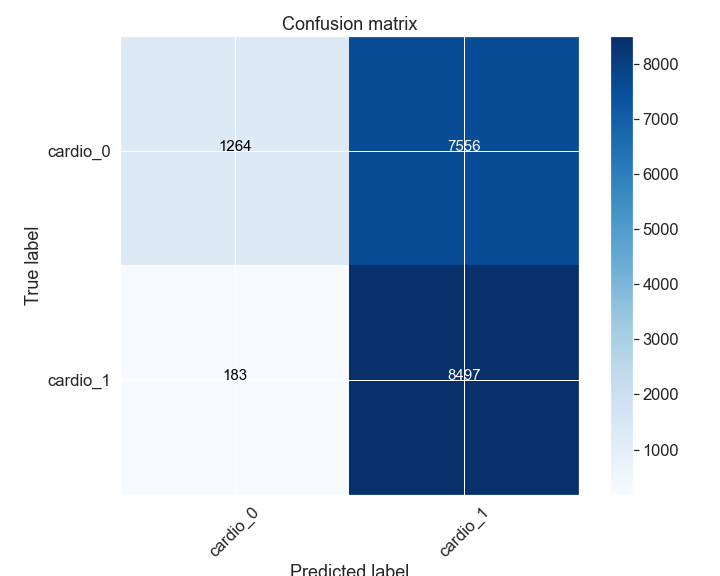 Confusion matrix
True label
cardio_0
1264
7556
cardio_1
183
8497
cardio_0
cardio_1
Predicted label
8000
7000
6000
5000
4000
3000
2000
1000